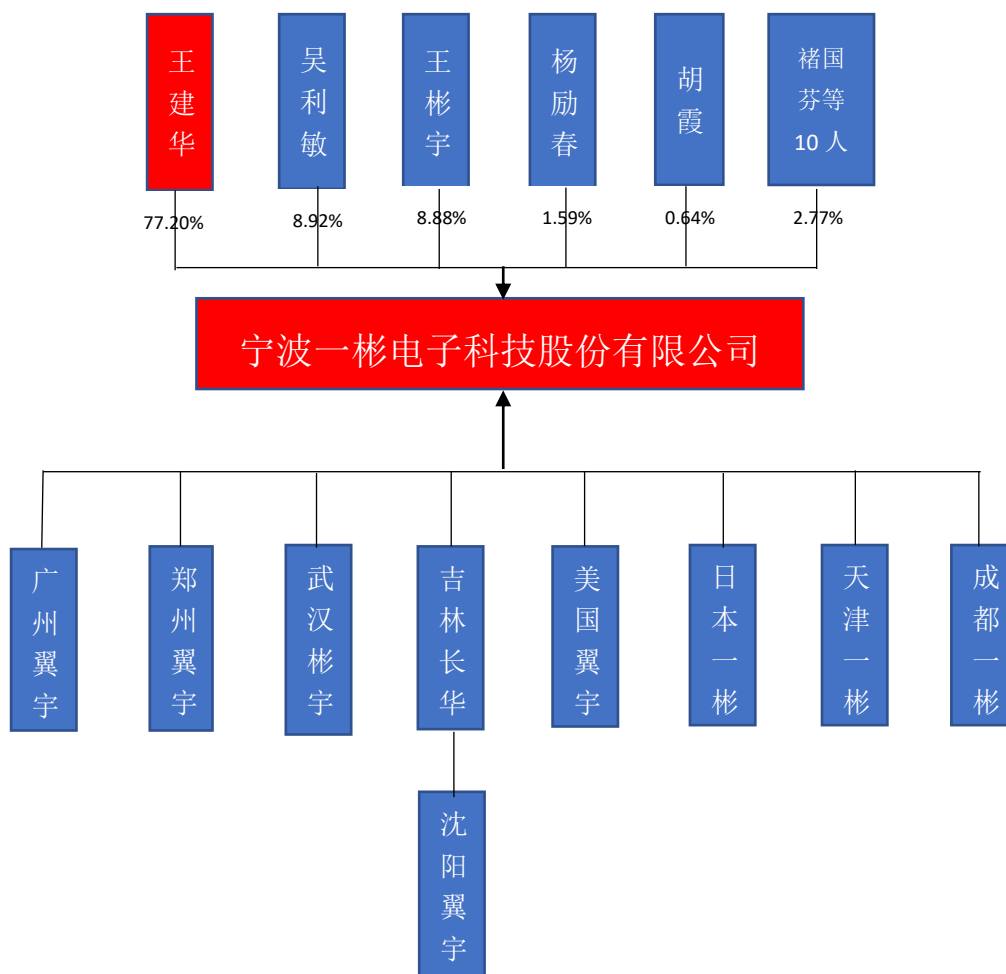 王建华
吴利敏
王彬宇
杨励春
胡霞
褚国
芬等
10 人
77.20%
8.92%
8.88%
1.59%
0.64%
2.77%
宁波一彬电子科技股份有限公司
广州翼宇
郑州翼宇
武汉彬宇
吉林长华
美国翼宇
日本一彬
天津一彬
成都一彬
沈阳翼宇